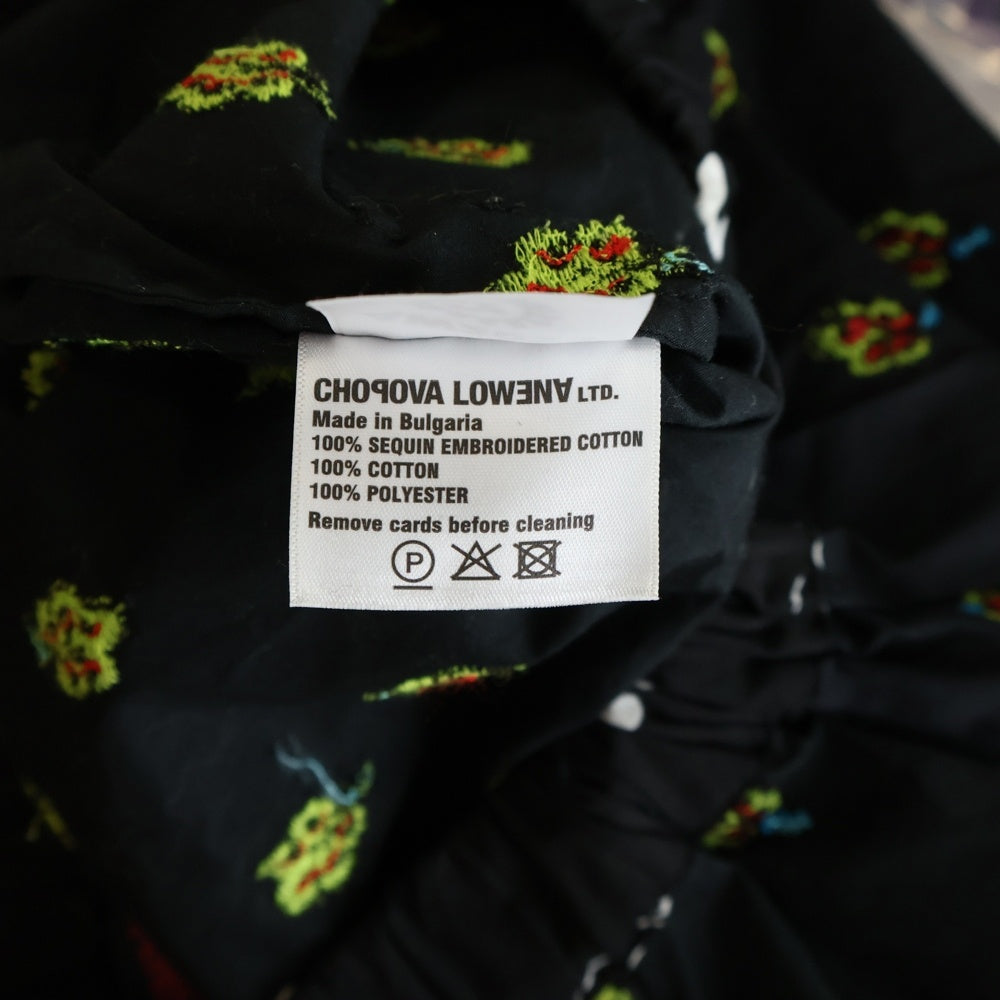 CHOPOVA LOWENA LTD.
Made in Bulgaria
100% SEQUIN EMBROIDERED COTTON
100% COTTON
100% POLYESTER
Remove cards before cleaning
P